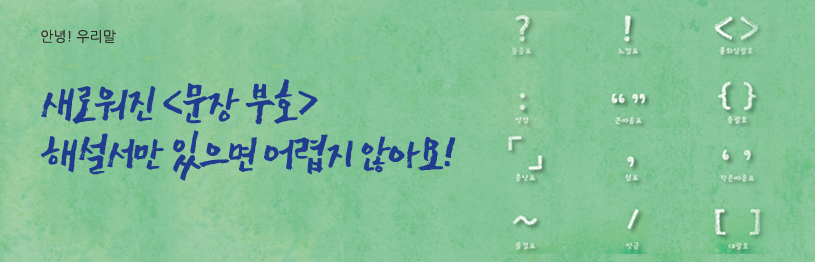 안녕! 우리말
새로워진 <문장 부호>
해설서만 있으면 어렵지 않아요!
? ! < >
물음표 느낌표 홑화살괄호
: “ ” { }
쌍점 큰따옴표 중괄호
「 」 , ‘ ’
홑낫표 쉼표 작은따옴표
~ / [ ]
물결표 빗금 대괄호